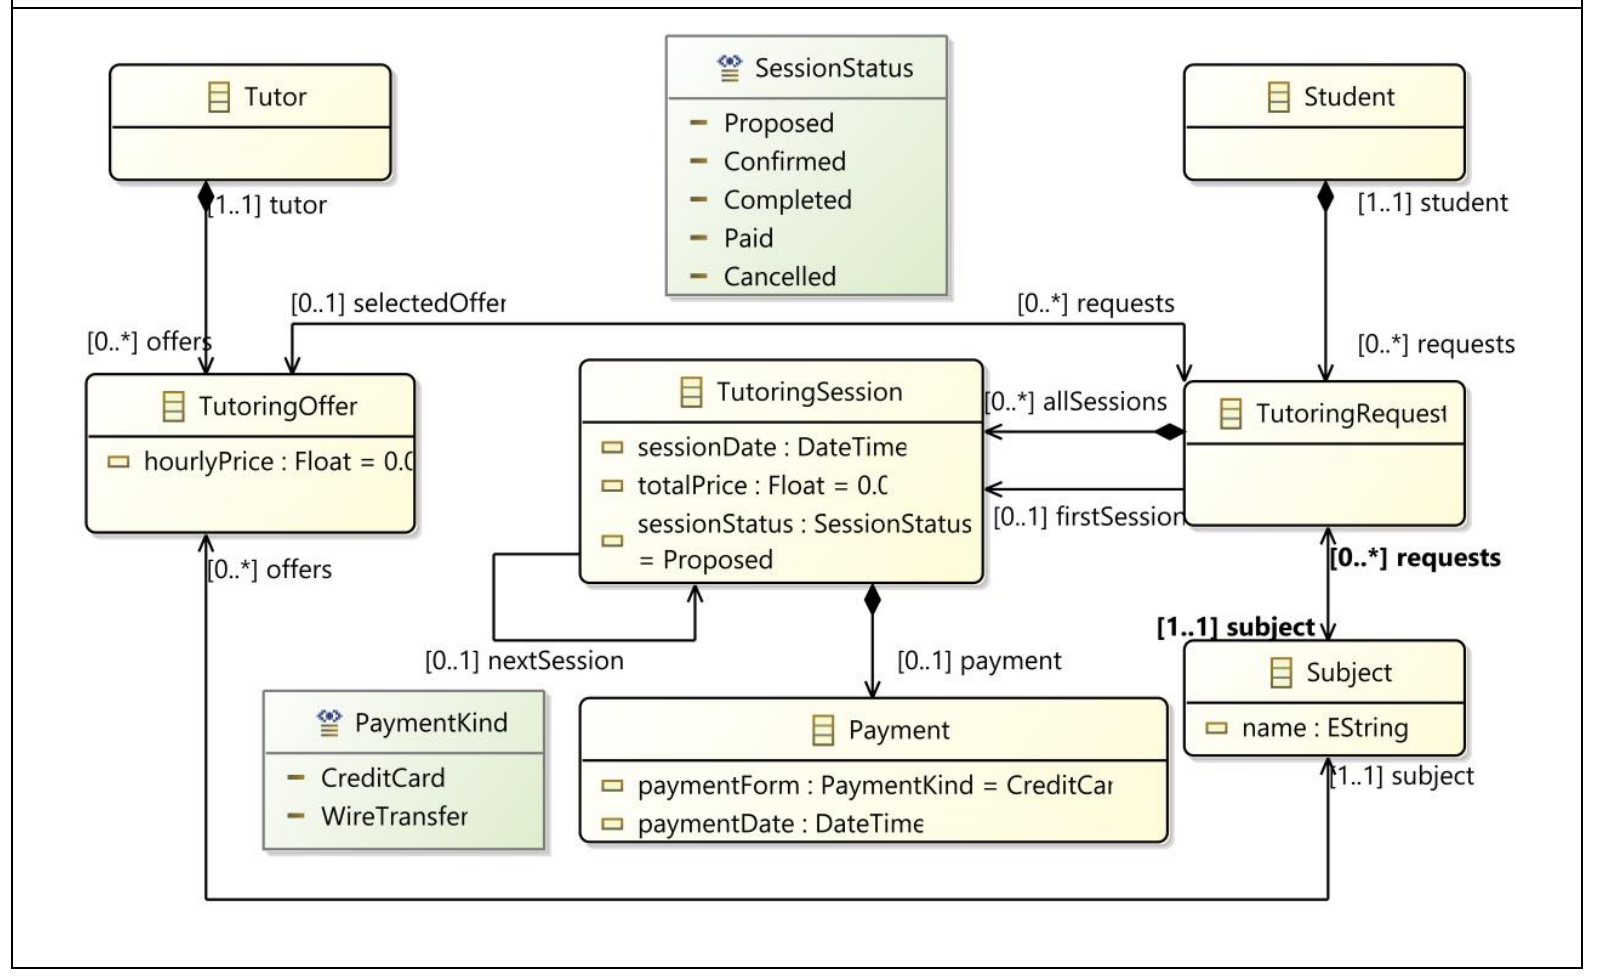 Tutor
[1..1] tutor
[0..*] offers
SessionStatus
Proposed
Confirmed
Completed
Paid
Cancelled
Student
[1..1] student
[0..*] requests
[0..1] selectedOffer
[0..*] requests
TutoringOffer
hourlyPrice : Float = 0.0
[0..*] offers
TutoringSession
sessionDate : DateTime
totalPrice : Float = 0.0
sessionStatus : SessionStatus
= Proposed
[0..*] allSessions
[0..1] firstSession
TutoringRequest
[0..*] requests
[1..1] subject
[0..1] nextSession
[0..1] payment
Subject
name : EString
[1..1] subject
PaymentKind
CreditCard
WireTransfer
Payment
paymentForm : PaymentKind = CreditCar
paymentDate : DateTime